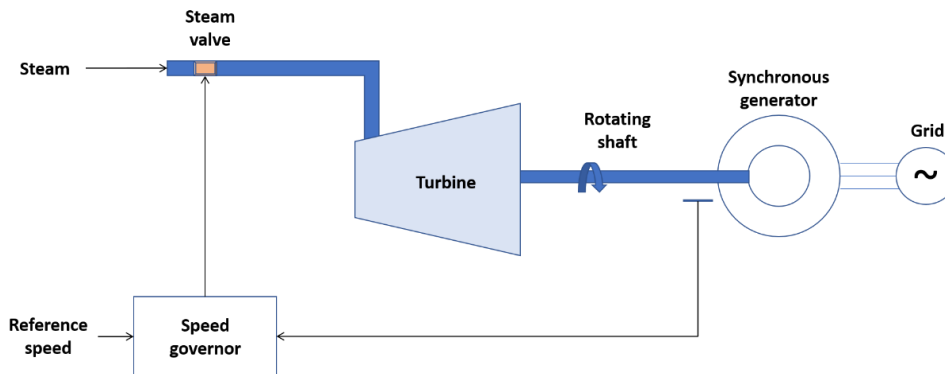 Steam
valve
Steam
Synchronous
generator
Rotating
shaft
Grid
~
Turbine
Reference
speed
Speed
governor